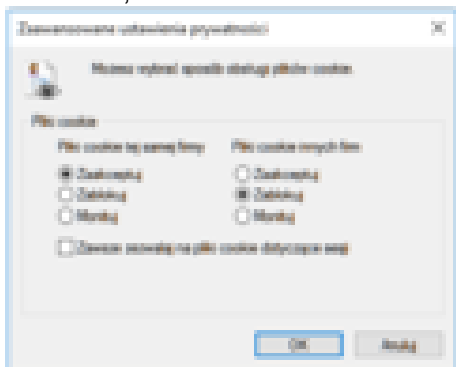 Zaawansowane ustawienia prywatności
Możesz wybrać sposób obsługi plików cookie.
Pliki cookie
Pliki cookie tej samej firmy Pliki cookie innych firm
Zaakceptuj Zaakceptuj
Zablokuj Zablokuj
Monituj Monituj
Zawsze zezwalaj na pliki cookie dotyczące sesji
OK Anuluj